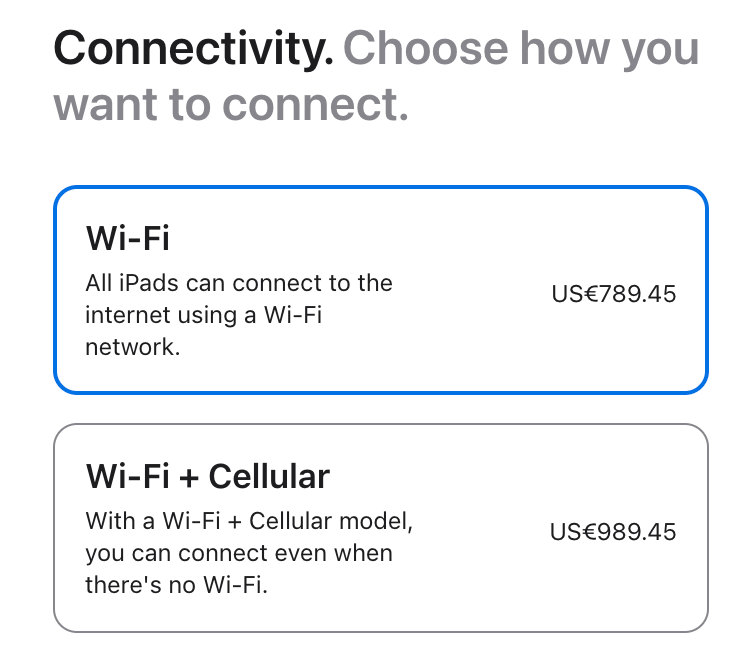 Connectivity. Choose how you
want to connect.
Wi-Fi
All iPads can connect to the
internet using a Wi-Fi
network.
US€789.45
Wi-Fi + Cellular
With a Wi-Fi + Cellular model,
you can connect even when
there's no Wi-Fi.
US€989.45